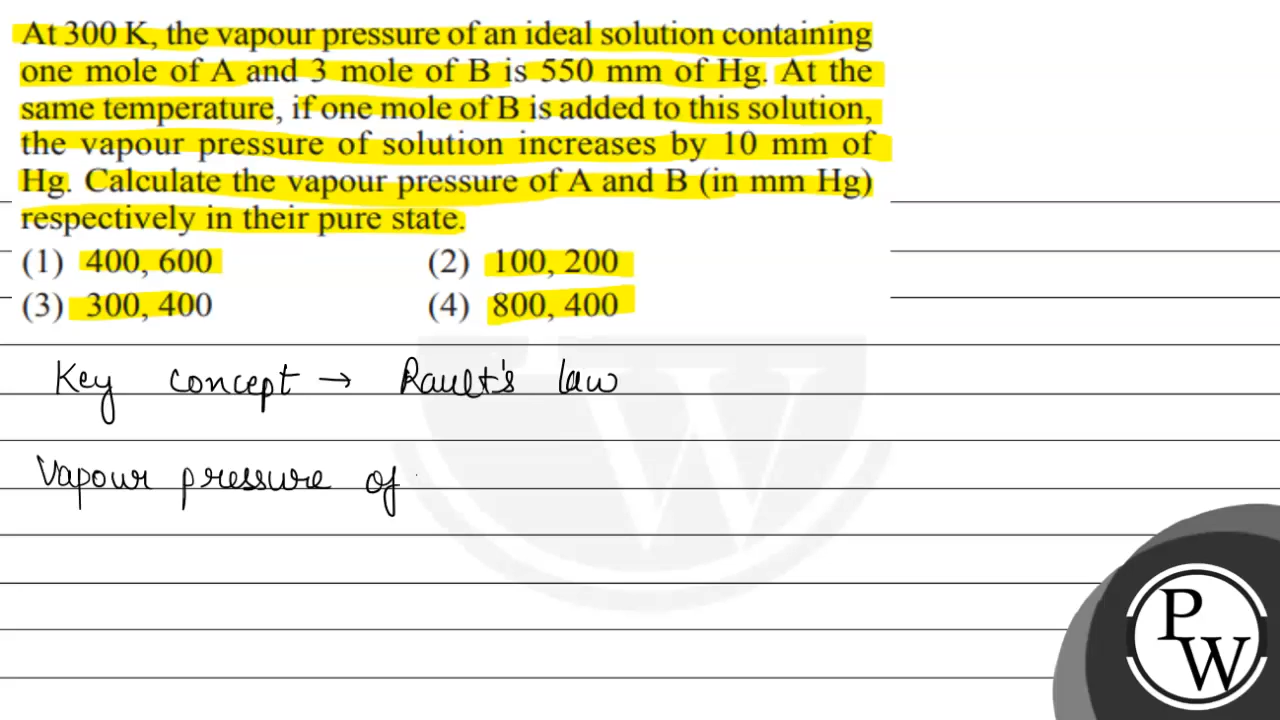 At 300 K, the vapour pressure of an ideal solution containing
one mole of A and 3 mole of B is 550 mm of Hg. At the
same temperature, if one mole of B is added to this solution,
the vapour pressure of solution increases by 10 mm of
Hg. Calculate the vapour pressure of A and B (in mm Hg)
respectively in their pure state.
(1) 400, 600 (2) 100, 200
(3) 300, 400 (4) 800, 400
Key concept → Rault's law
Vapour pressure of
P
W